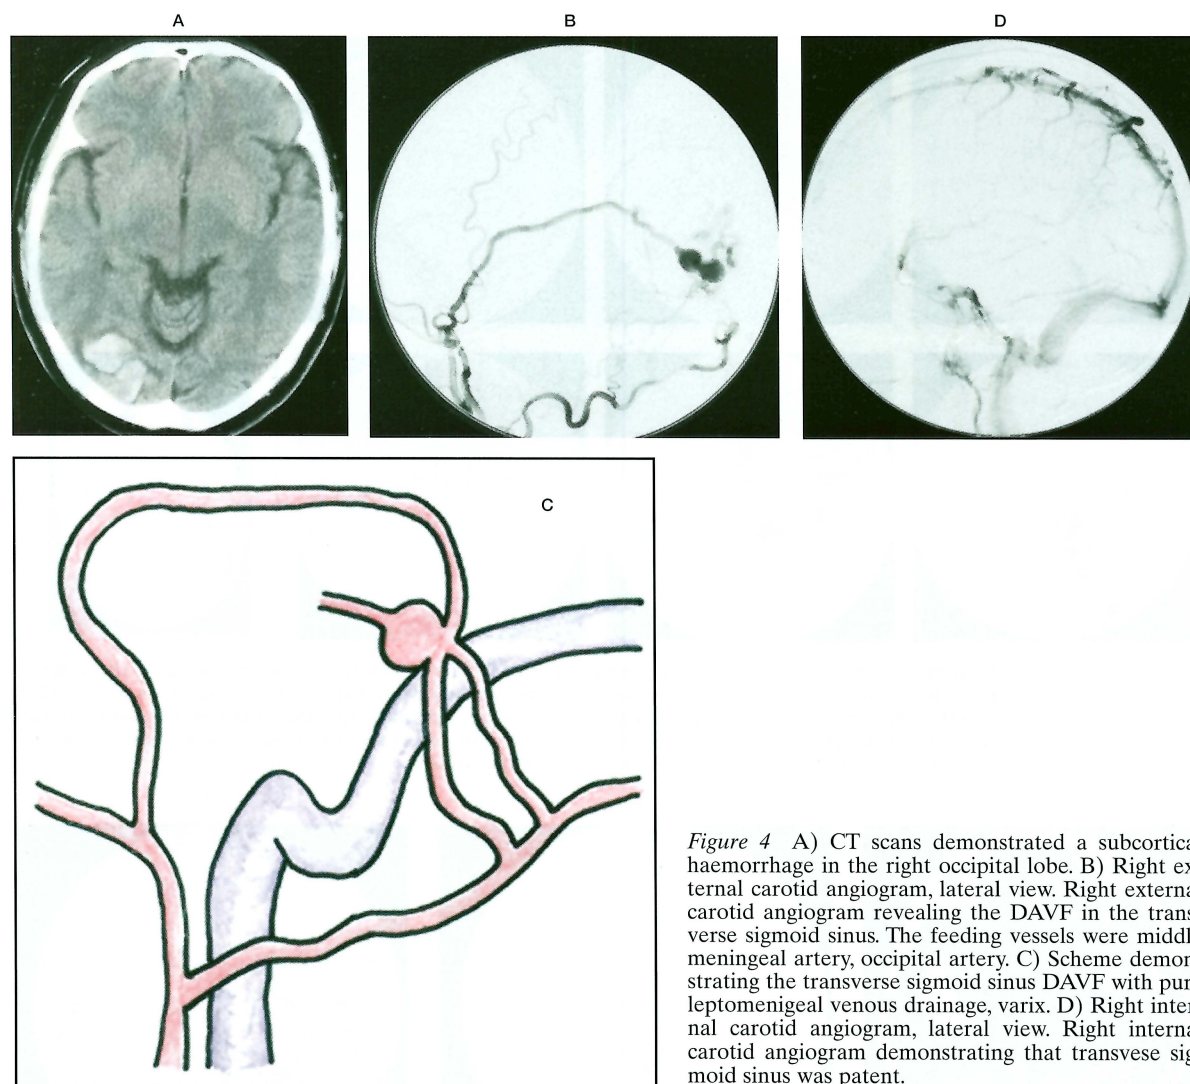 A
B
D
C
Figure 4 A) CT scans demonstrated a subcortica
haemorrhage in the right occipital lobe. B) Right ex
ternal carotid angiogram, lateral view. Right externa
carotid angiogram revealing the DAVF in the trans
verse sigmoid sinus. The feeding vessels were middl
meningeal artery, occipital artery. C) Scheme demon
strating the transverse sigmoid sinus DAVF with pur
leptomenigeal venous drainage, varix. D) Right inter
nal carotid angiogram, lateral view. Right interna
carotid angiogram demonstrating that transvese sig
moid sinus was patent.